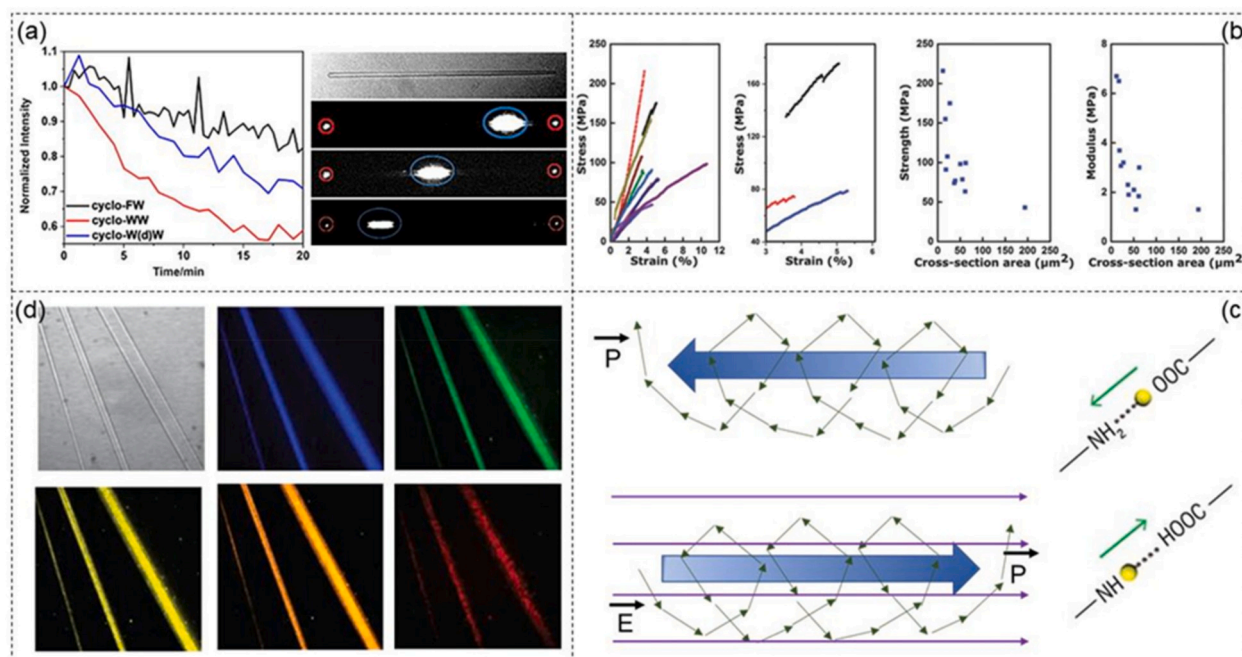 (a)
Normalized Intensity
1.1
1.0
0.9
0.8
0.7
0.6
cyclo-FW
cyclo-WW
cyclo-W(d)W
0 5 10 15 20
Time/min
(b)
Stress (MPa)
250
200
150
100
50
0
0 2 4 6 8 10 12
Strain (%)
Stress (MPa)
160
120
80
40
4 6
Strain (%)
Strength (MPa)
250
200
150
100
50
0
0 50 100 150 200 250
Cross-section area (μm²)
Modulus (MPa)
8
6
4
2
0
0 50 100 150 200 250
Cross-section area (μm²)
(d)
(c)
P
OOC
NH₂
P
E
HOOC
NH